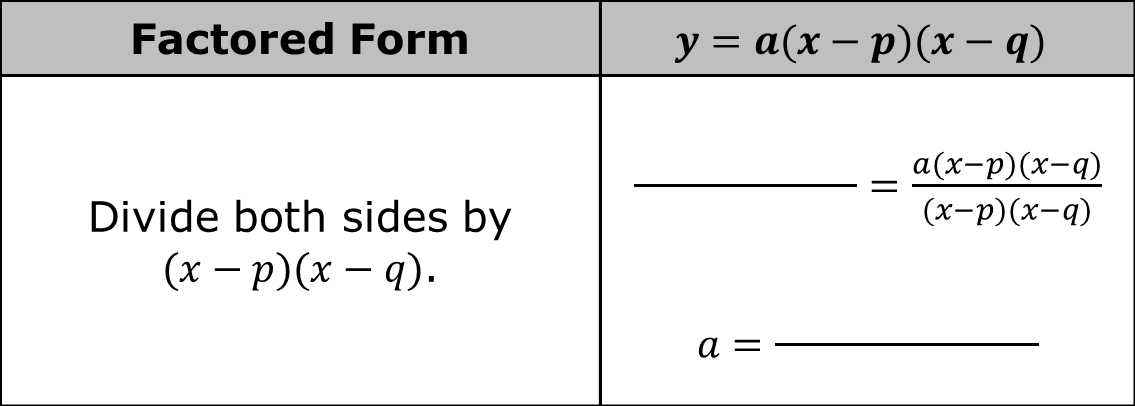 Factored Form
y = a(x − p)(x − q)
Divide both sides by
(x − p)(x − q).
= a(x−p)(x−q)
(x−p)(x−q)
a =